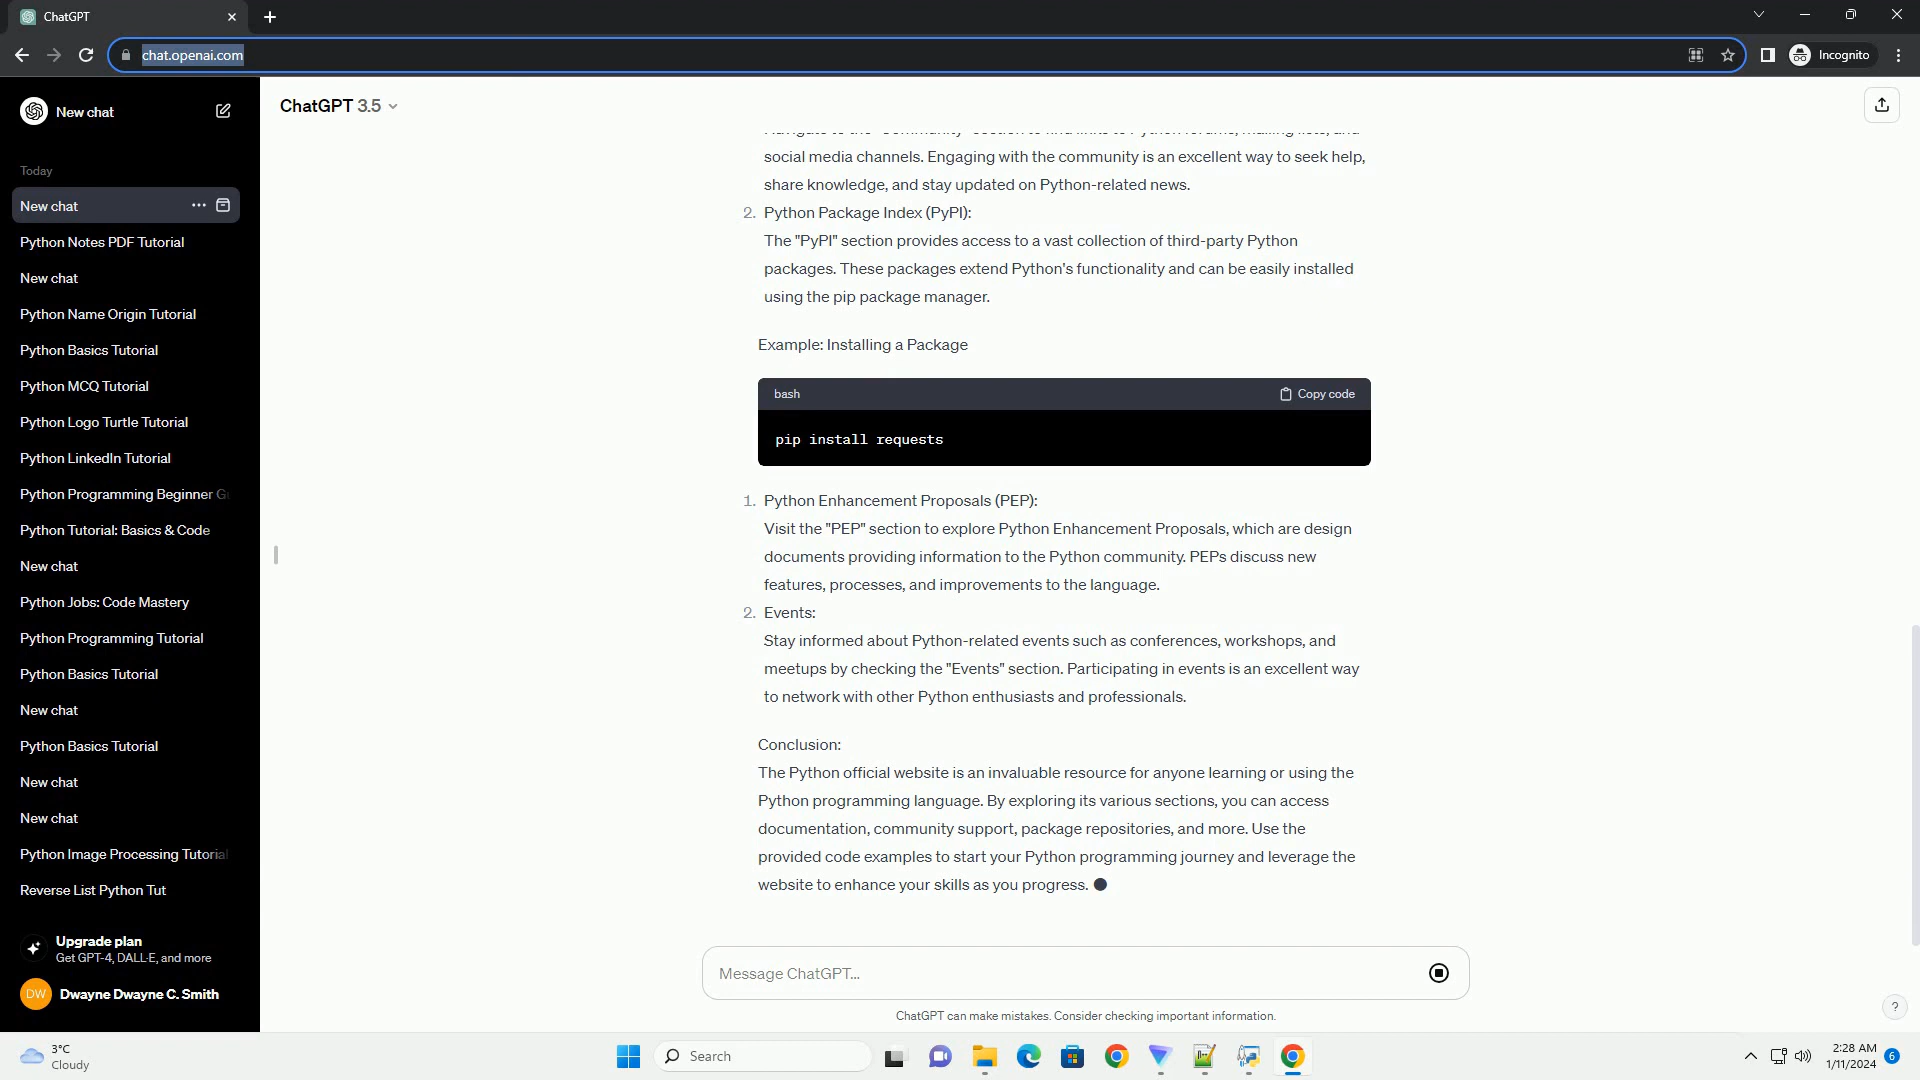 ChatGPT
chat.openai.com
Incognito
New chat
Today
New chat
Python Notes PDF Tutorial
New chat
Python Name Origin Tutorial
Python Basics Tutorial
Python MCQ Tutorial
Python Logo Turtle Tutorial
Python LinkedIn Tutorial
Python Programming Beginner G
Python Tutorial: Basics & Code
New chat
Python Jobs: Code Mastery
Python Programming Tutorial
Python Basics Tutorial
New chat
Python Basics Tutorial
New chat
New chat
Python Image Processing Tutorial
Reverse List Python Tut
Upgrade plan
Get GPT-4, DALL·E, and more
DW Dwayne Dwayne C. Smith
ChatGPT 3.5
social media channels. Engaging with the community is an excellent way to seek help,
share knowledge, and stay updated on Python-related news.
2. Python Package Index (PyPI):
The "PyPI" section provides access to a vast collection of third-party Python
packages. These packages extend Python's functionality and can be easily installed
using the pip package manager.
Example: Installing a Package
bash Copy code
pip install requests
1. Python Enhancement Proposals (PEP):
Visit the "PEP" section to explore Python Enhancement Proposals, which are design
documents providing information to the Python community. PEPs discuss new
features, processes, and improvements to the language.
2. Events:
Stay informed about Python-related events such as conferences, workshops, and
meetups by checking the "Events" section. Participating in events is an excellent way
to network with other Python enthusiasts and professionals.
Conclusion:
The Python official website is an invaluable resource for anyone learning or using the
Python programming language. By exploring its various sections, you can access
documentation, community support, package repositories, and more. Use the
provided code examples to start your Python programming journey and leverage the
website to enhance your skills as you progress.
Message ChatGPT...
ChatGPT can make mistakes. Consider checking important information.
?
3°C
Cloudy
Search
2:28 AM
1/11/2024
6